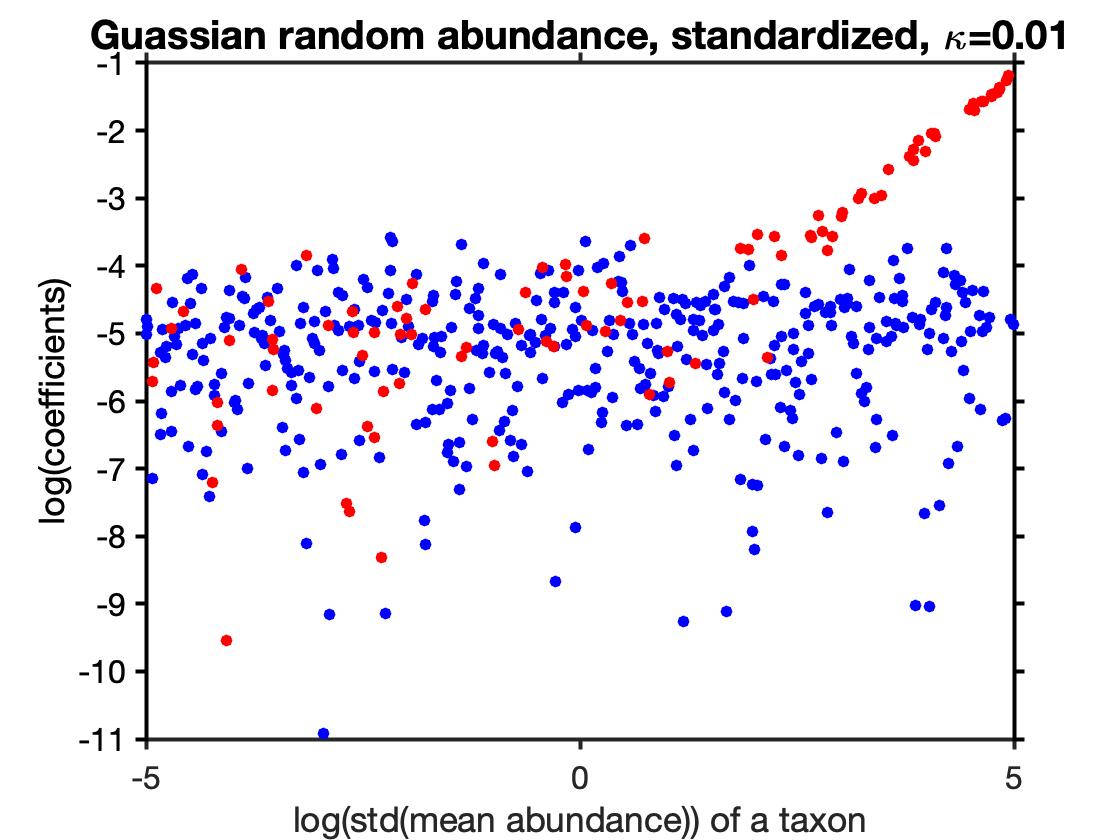 Guassian random abundance, standardized, κ=0.01
-1
-2
-3
-4
-5
-6
-7
-8
-9
-10
-11
log(coefficients)
-5 0 5
log(std(mean abundance)) of a taxon